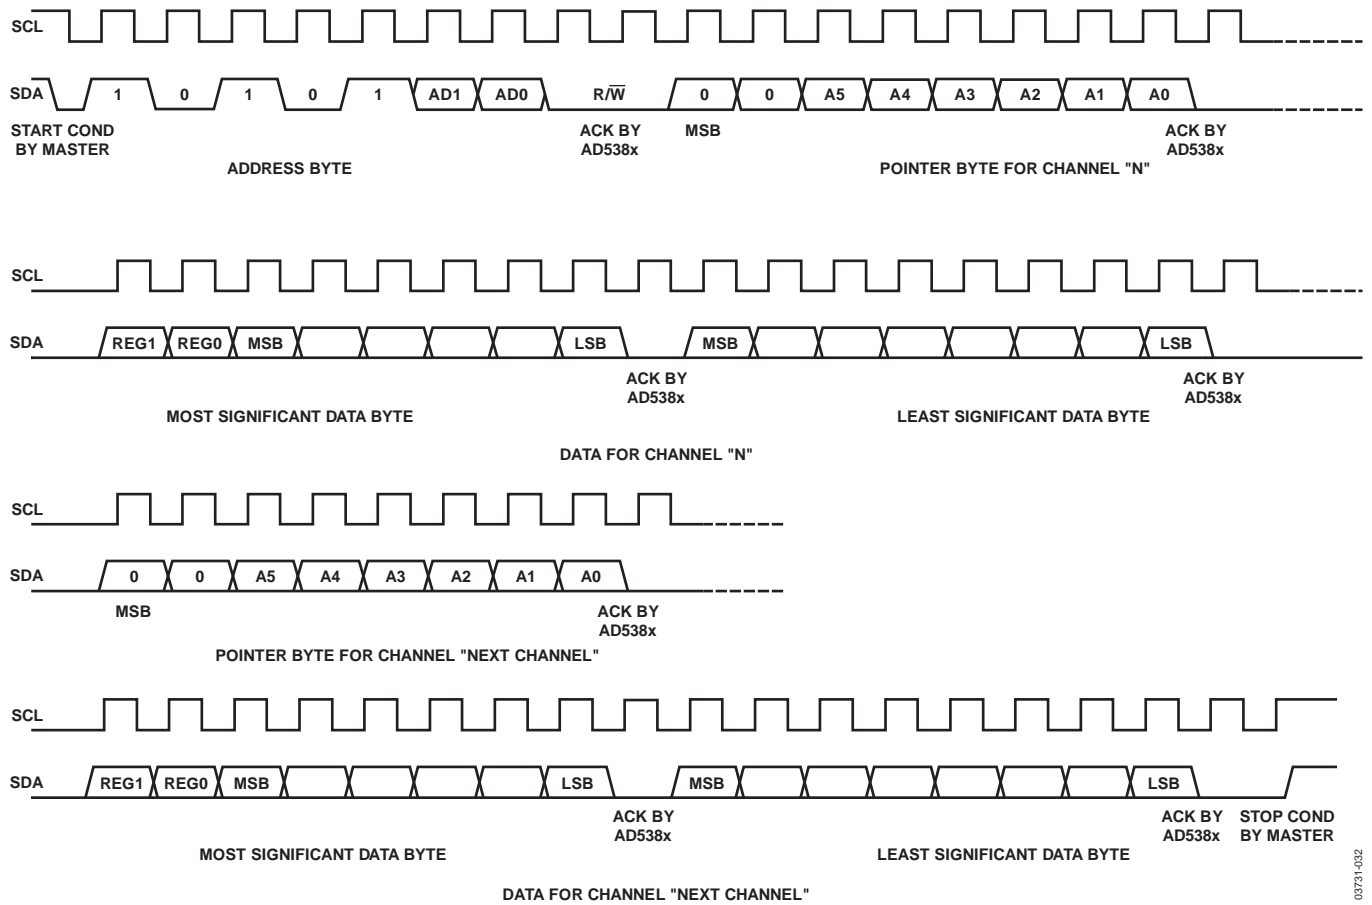 SCL
SDA 1 0 1 0 1 AD1 AD0 R/W̅ 0 0 A5 A4 A3 A2 A1 A0
START COND BY MASTER
ACK BY AD538x
MSB
ACK BY AD538x
ADDRESS BYTE
POINTER BYTE FOR CHANNEL "N"
SCL
SDA REG1 REG0 MSB LSB MSB LSB
ACK BY AD538x
ACK BY AD538x
MOST SIGNIFICANT DATA BYTE
LEAST SIGNIFICANT DATA BYTE
DATA FOR CHANNEL "N"
SCL
SDA 0 0 A5 A4 A3 A2 A1 A0
MSB
ACK BY AD538x
POINTER BYTE FOR CHANNEL "NEXT CHANNEL"
SCL
SDA REG1 REG0 MSB LSB MSB LSB
ACK BY AD538x
ACK BY AD538x
STOP COND BY MASTER
MOST SIGNIFICANT DATA BYTE
LEAST SIGNIFICANT DATA BYTE
DATA FOR CHANNEL "NEXT CHANNEL"
03731-032